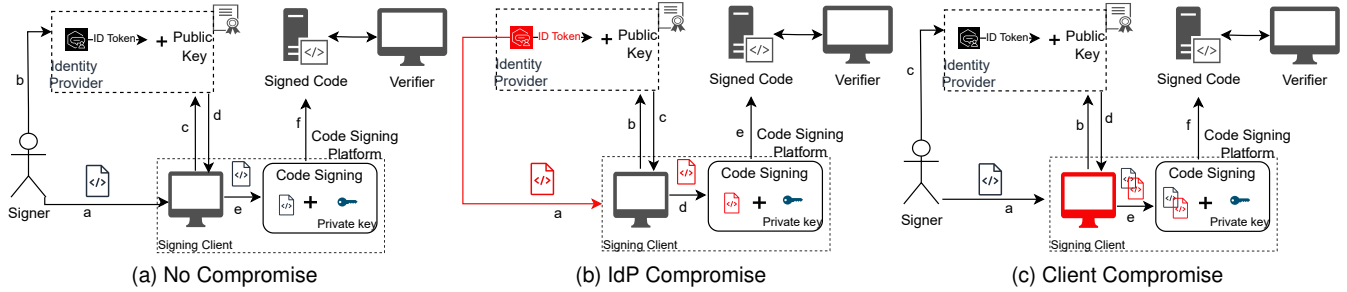 ID Token + Public
Key
Identity
Provider
Signed Code
Verifier
b
c
d
f
Code Signing
Platform
Code Signing
</>
+
Private key
Signer
a
e
Signing Client
(a) No Compromise
ID Token + Public
Key
Identity
Provider
Signed Code
Verifier
b
c
e
Code Signing
Platform
Code Signing
</>
+
Private key
a
d
Signing Client
(b) IdP Compromise
ID Token + Public
Key
Identity
Provider
Signed Code
Verifier
c
b
d
f
Code Signing
Platform
Code Signing
</>
+
Private key
Signer
a
e
Signing Client
(c) Client Compromise